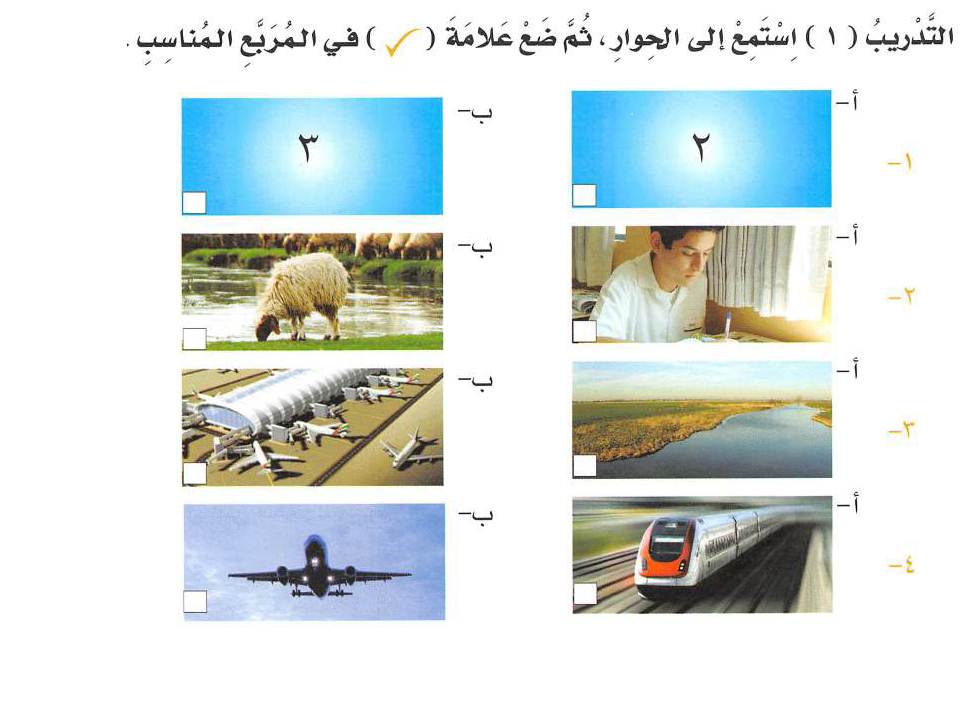 التَّدْرِيبُ ( ١ ) اِسْتَمِعْ إلى الحِوارِ، ثُمَّ ضَعْ عَلامَةَ ( ✓ ) في المُرَبَّعِ المُناسِبِ .
١-
أ-
٢
ب-
٣
٢-
أ-
ب-
٣-
أ-
ب-
٤-
أ-
ب-